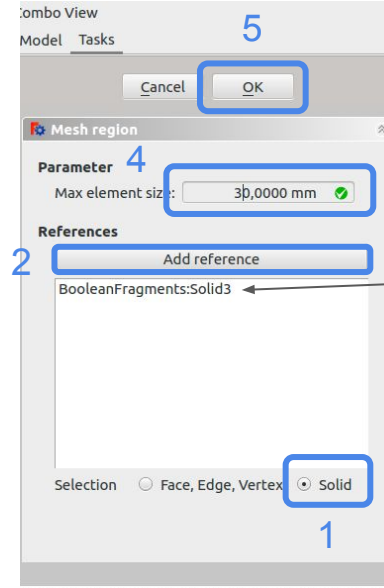 ombo View
5
Model Tasks
Cancel OK
Mesh region
Parameter 4
Max element size: 30,0000 mm
References
2 Add reference
BooleanFragments:Solid3
Selection Face, Edge, Vertex Solid
1